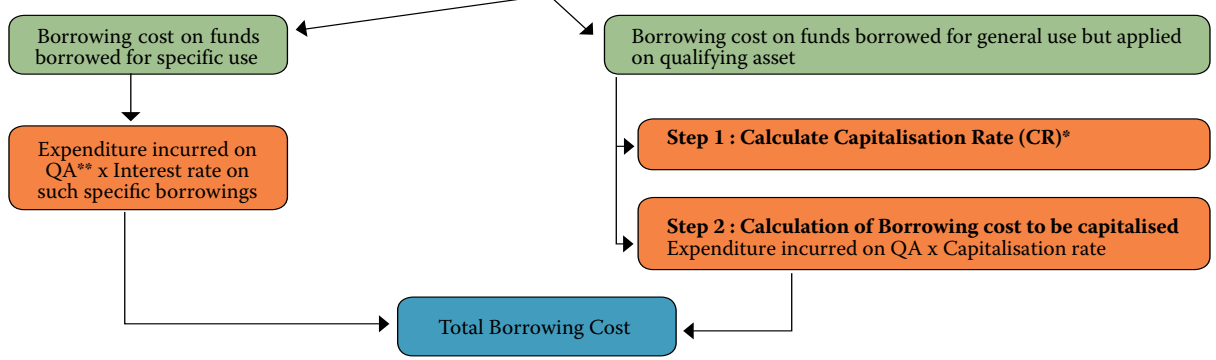 Borrowing cost on funds
borrowed for specific use
Borrowing cost on funds borrowed for general use but applied
on qualifying asset
Expenditure incurred on
QA** x Interest rate on
such specific borrowings
Step 1 : Calculate Capitalisation Rate (CR)*
Step 2 : Calculation of Borrowing cost to be capitalised
Expenditure incurred on QA x Capitalisation rate
Total Borrowing Cost